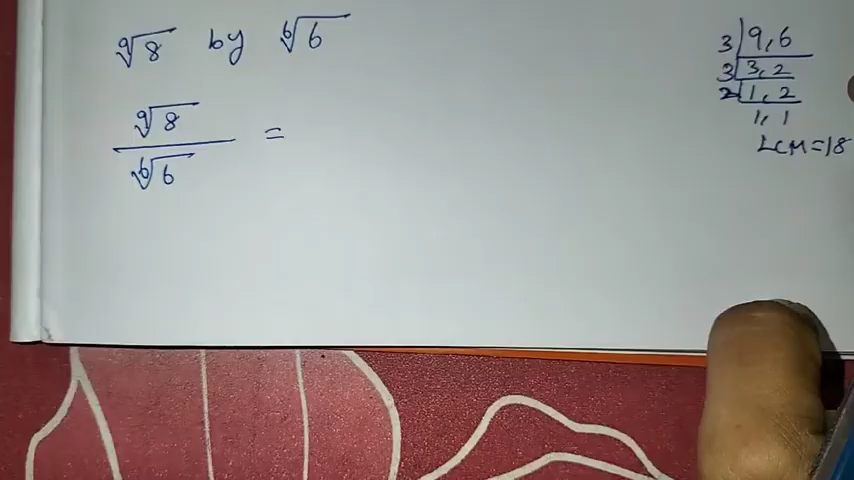 ⁹√8 by ⁶√6
⁹√8 / ⁶√6 =
3 | 9, 6
3 | 3, 2
2 | 1, 2
1, 1
LCM = 18